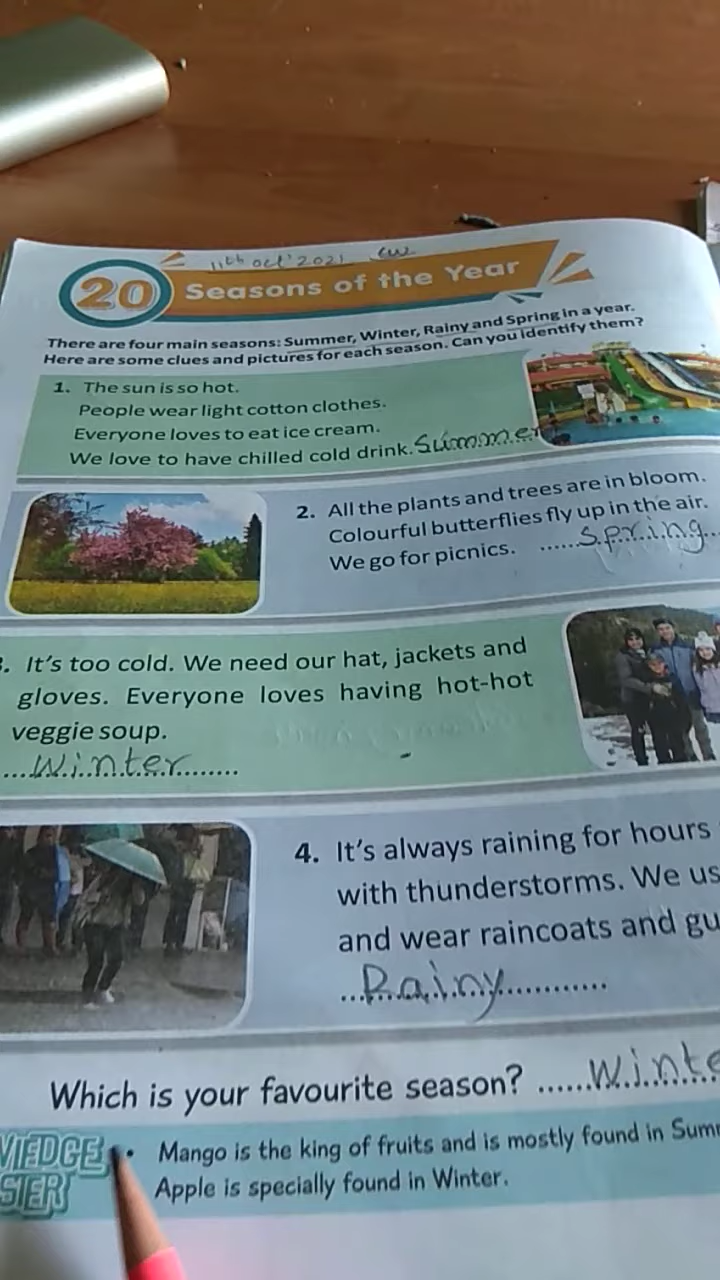 11th oct' 2021 cw
20 Seasons of the Year
There are four main seasons: Summer, Winter, Rainy and Spring in a year.
Here are some clues and pictures for each season. Can you identify them?
1. The sun is so hot.
People wear light cotton clothes.
Everyone loves to eat ice cream.
We love to have chilled cold drink. Summer
2. All the plants and trees are in bloom.
Colourful butterflies fly up in the air.
We go for picnics. ......Spring...
. It's too cold. We need our hat, jackets and
gloves. Everyone loves having hot-hot
veggie soup.
....Winter........
4. It's always raining for hours
with thunderstorms. We us
and wear raincoats and gu
...Rainy............
Which is your favourite season? ......Winte
Mango is the king of fruits and is mostly found in Sum
Apple is specially found in Winter.